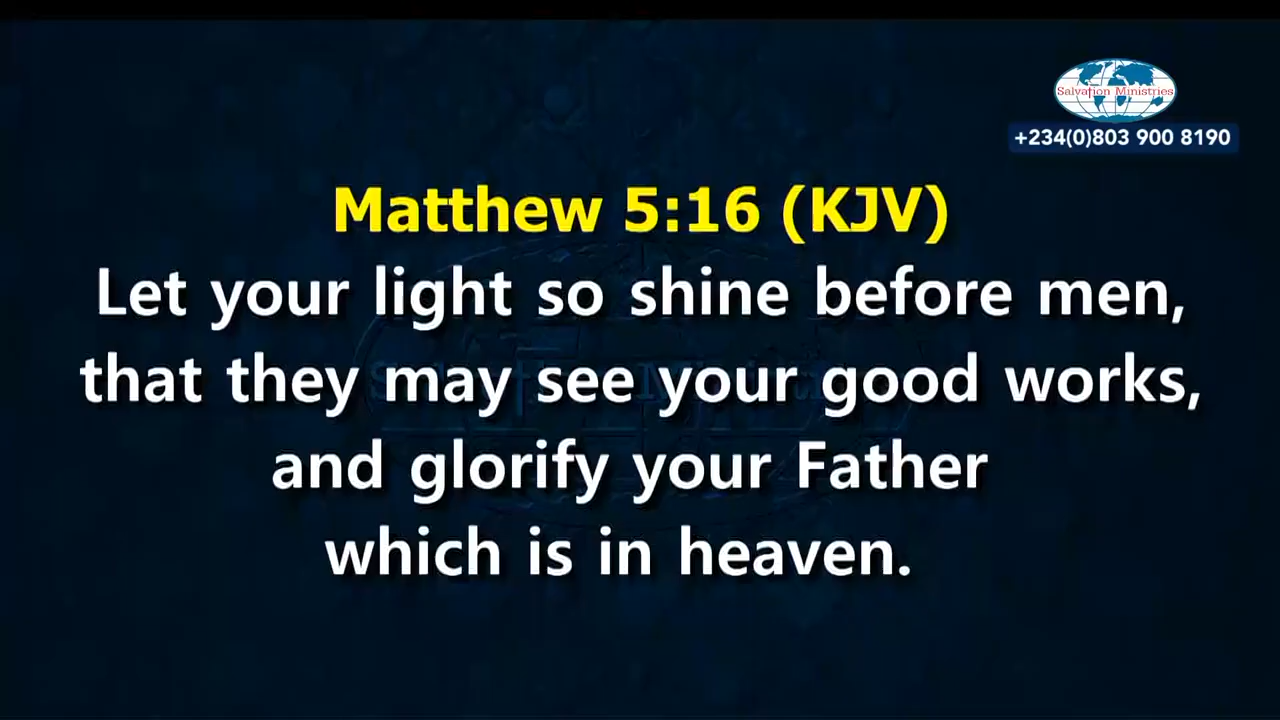 Salvation Ministries
+234(0)803 900 8190
Matthew 5:16 (KJV)
Let your light so shine before men,
that they may see your good works,
and glorify your Father
which is in heaven.